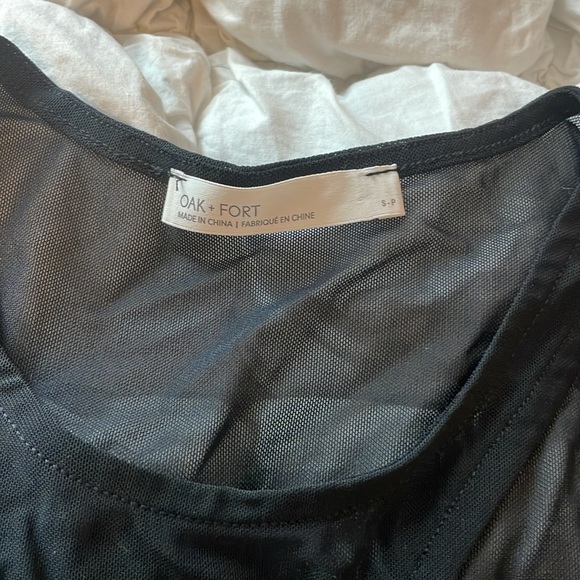 OAK + FORT
MADE IN CHINA | FABRIQUÉ EN CHINE
S-P